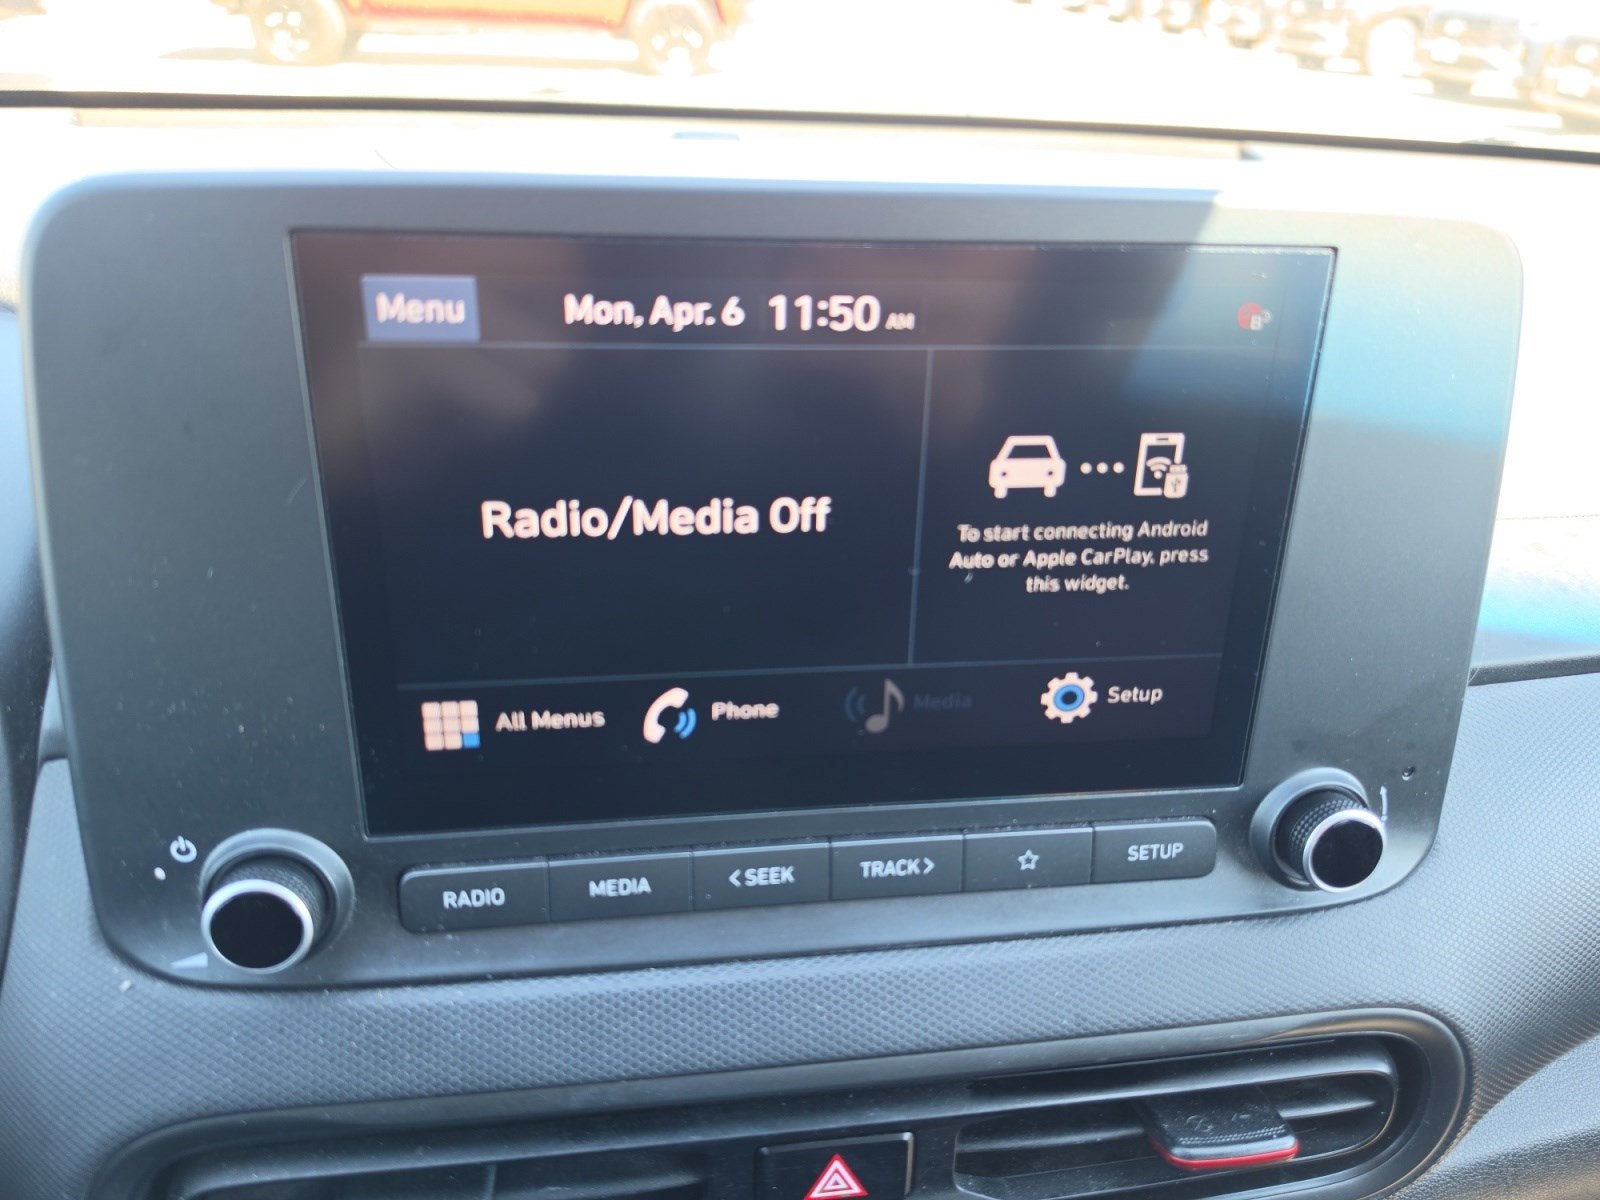 Menu
Mon, Apr. 6 11:50 AM
Radio/Media Off
To start connecting Android
Auto or Apple CarPlay, press
this widget.
All Menus
Phone
Media
Setup
RADIO
MEDIA
<SEEK
TRACK>
SETUP